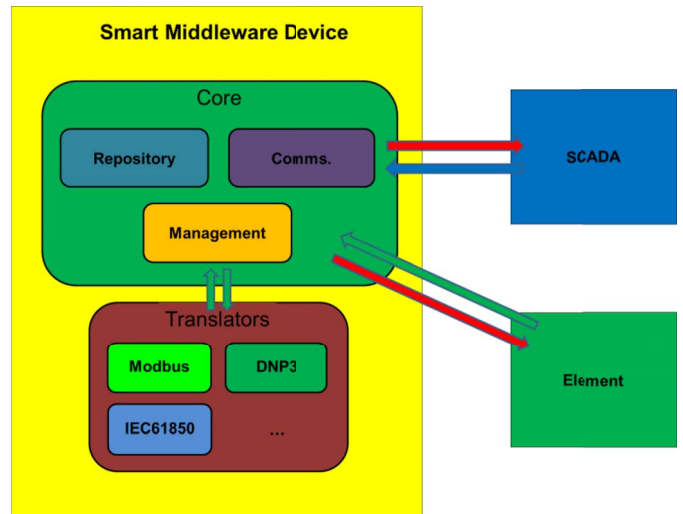 Smart Middleware Device
Core
Repository
Comms.
Management
Translators
Modbus
DNP3
IEC61850
...
SCADA
Element